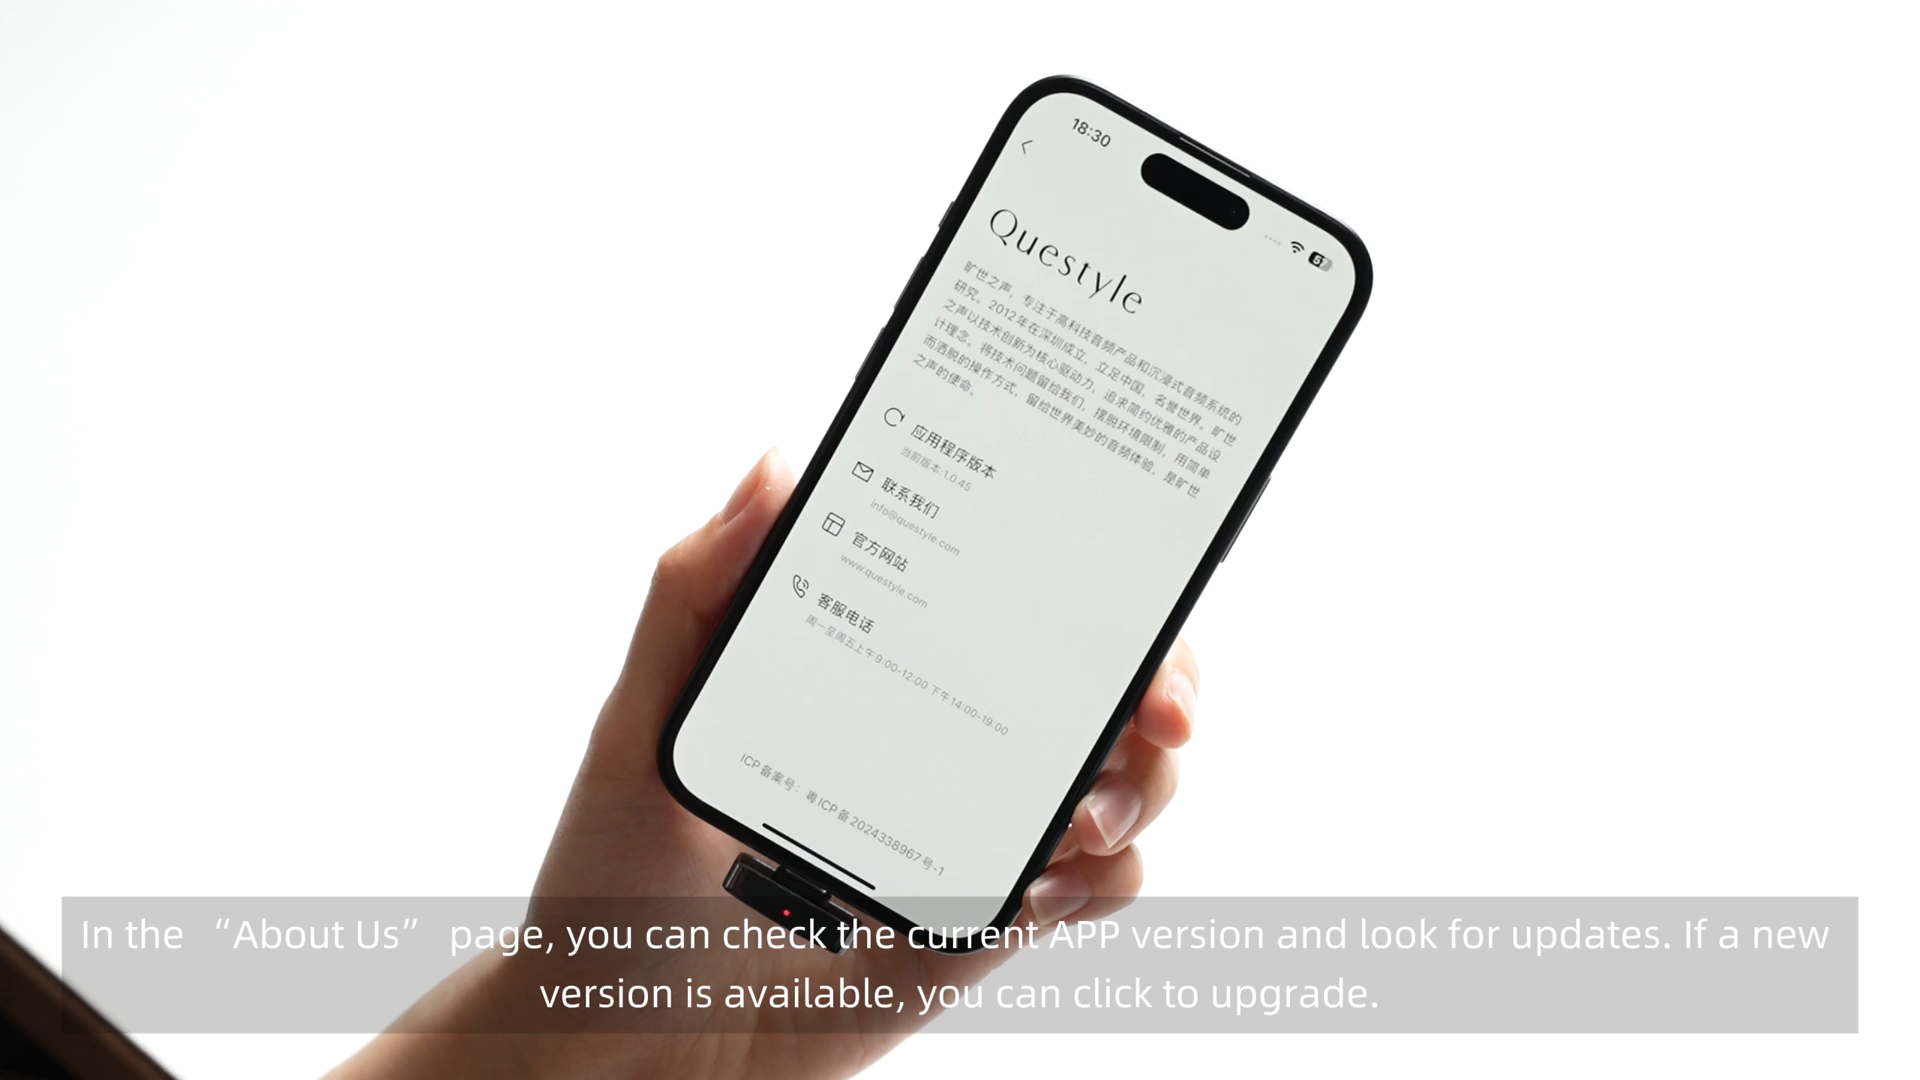 18:30
Questyle
旷世之声，专注于高科技音频产品和沉浸式音频系统的
研究。2012年在深圳成立，立足中国，名誉世界。旷世
之声以技术创新为核心驱动力，追求简约优雅的产品设
计理念。将技术问题留给我们，摆脱环境限制，用简单
而洒脱的操作方式，留给世界美妙的音频体验，是旷世
之声的使命。
应用程序版本
当前版本:1.0.45
联系我们
info@questyle.com
官方网站
www.questyle.com
客服电话
周一至周五上午9:00-12:00 下午14:00-19:00
ICP备案号：粤ICP备2024338967号-1
In the “About Us” page, you can check the current APP version and look for updates. If a new
version is available, you can click to upgrade.